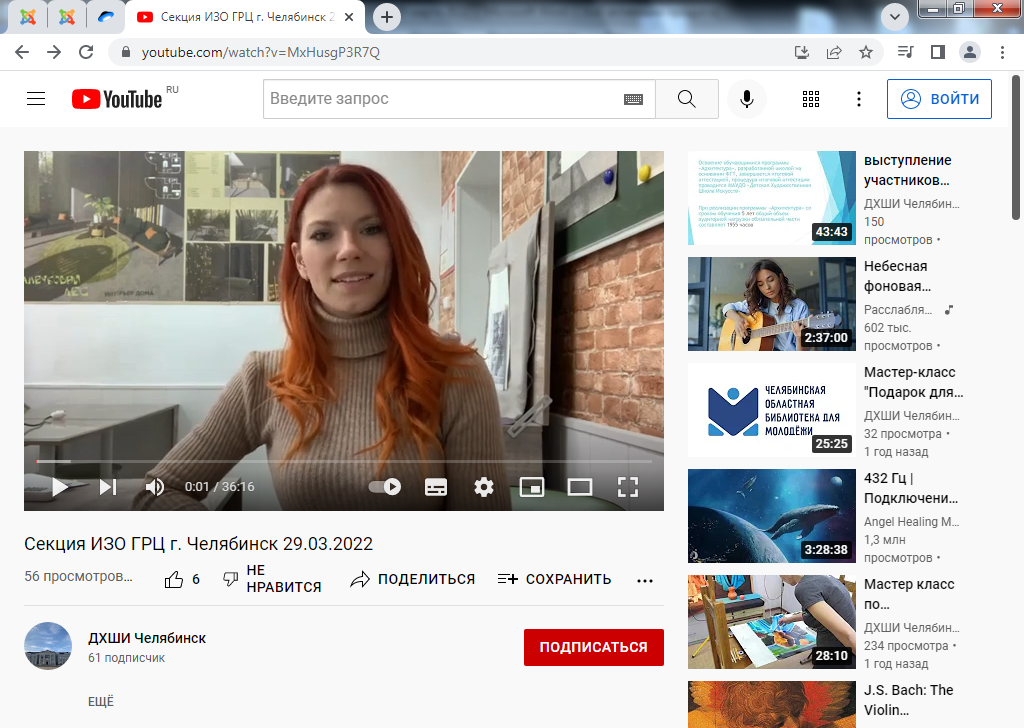 Секция ИЗО ГРЦ г. Челябинск 2
youtube.com/watch?v=MxHusgP3R7Q
YouTube RU
Введите запрос
ВОЙТИ
ИНТЕРЬЕР ДОМА
0:01 / 36:16
Секция ИЗО ГРЦ г. Челябинск 29.03.2022
56 просмотров…
6
НЕ
НРАВИТСЯ
ПОДЕЛИТЬСЯ
СОХРАНИТЬ
ДХШИ Челябинск
61 подписчик
ПОДПИСАТЬСЯ
ЕЩЁ
43:43
выступление
участников…
ДХШИ Челябин…
150
просмотров •
2:37:00
Небесная
фоновая…
Расслабля…
602 тыс.
просмотров •
ЧЕЛЯБИНСКАЯ
ОБЛАСТНАЯ
БИБЛИОТЕКА ДЛЯ
МОЛОДЁЖИ
25:25
Мастер-класс
"Подарок для…
ДХШИ Челябин…
32 просмотра •
1 год назад
3:28:38
432 Гц |
Подключени…
Angel Healing M…
1,3 млн
просмотров •
28:10
Мастер класс
по…
ДХШИ Челябин…
234 просмотра •
1 год назад
J.S. Bach: The
Violin…